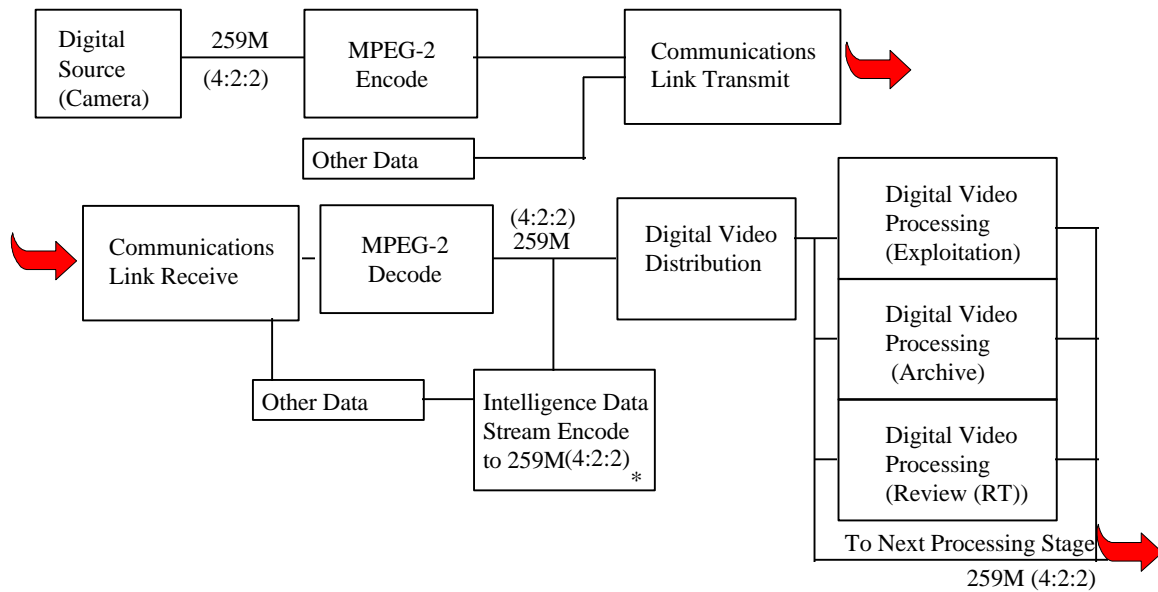 Digital
Source
(Camera)
259M
(4:2:2)
MPEG-2
Encode
Communications
Link Transmit
Other Data
Communications
Link Receive
MPEG-2
Decode
(4:2:2)
259M
Digital Video
Distribution
Digital Video
Processing
(Exploitation)
Digital Video
Processing
(Archive)
Digital Video
Processing
(Review (RT))
Other Data
Intelligence Data
Stream Encode
to 259M(4:2:2)
*
To Next Processing Stage
259M (4:2:2)